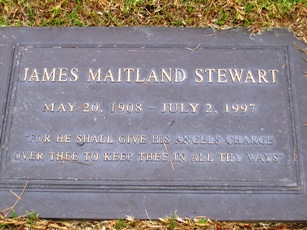 JAMES MAITLAND STEWART
MAY 20, 1908 – JULY 2, 1997
"FOR HE SHALL GIVE HIS ANGELS CHARGE
OVER THEE TO KEEP THEE IN ALL THY WAYS"